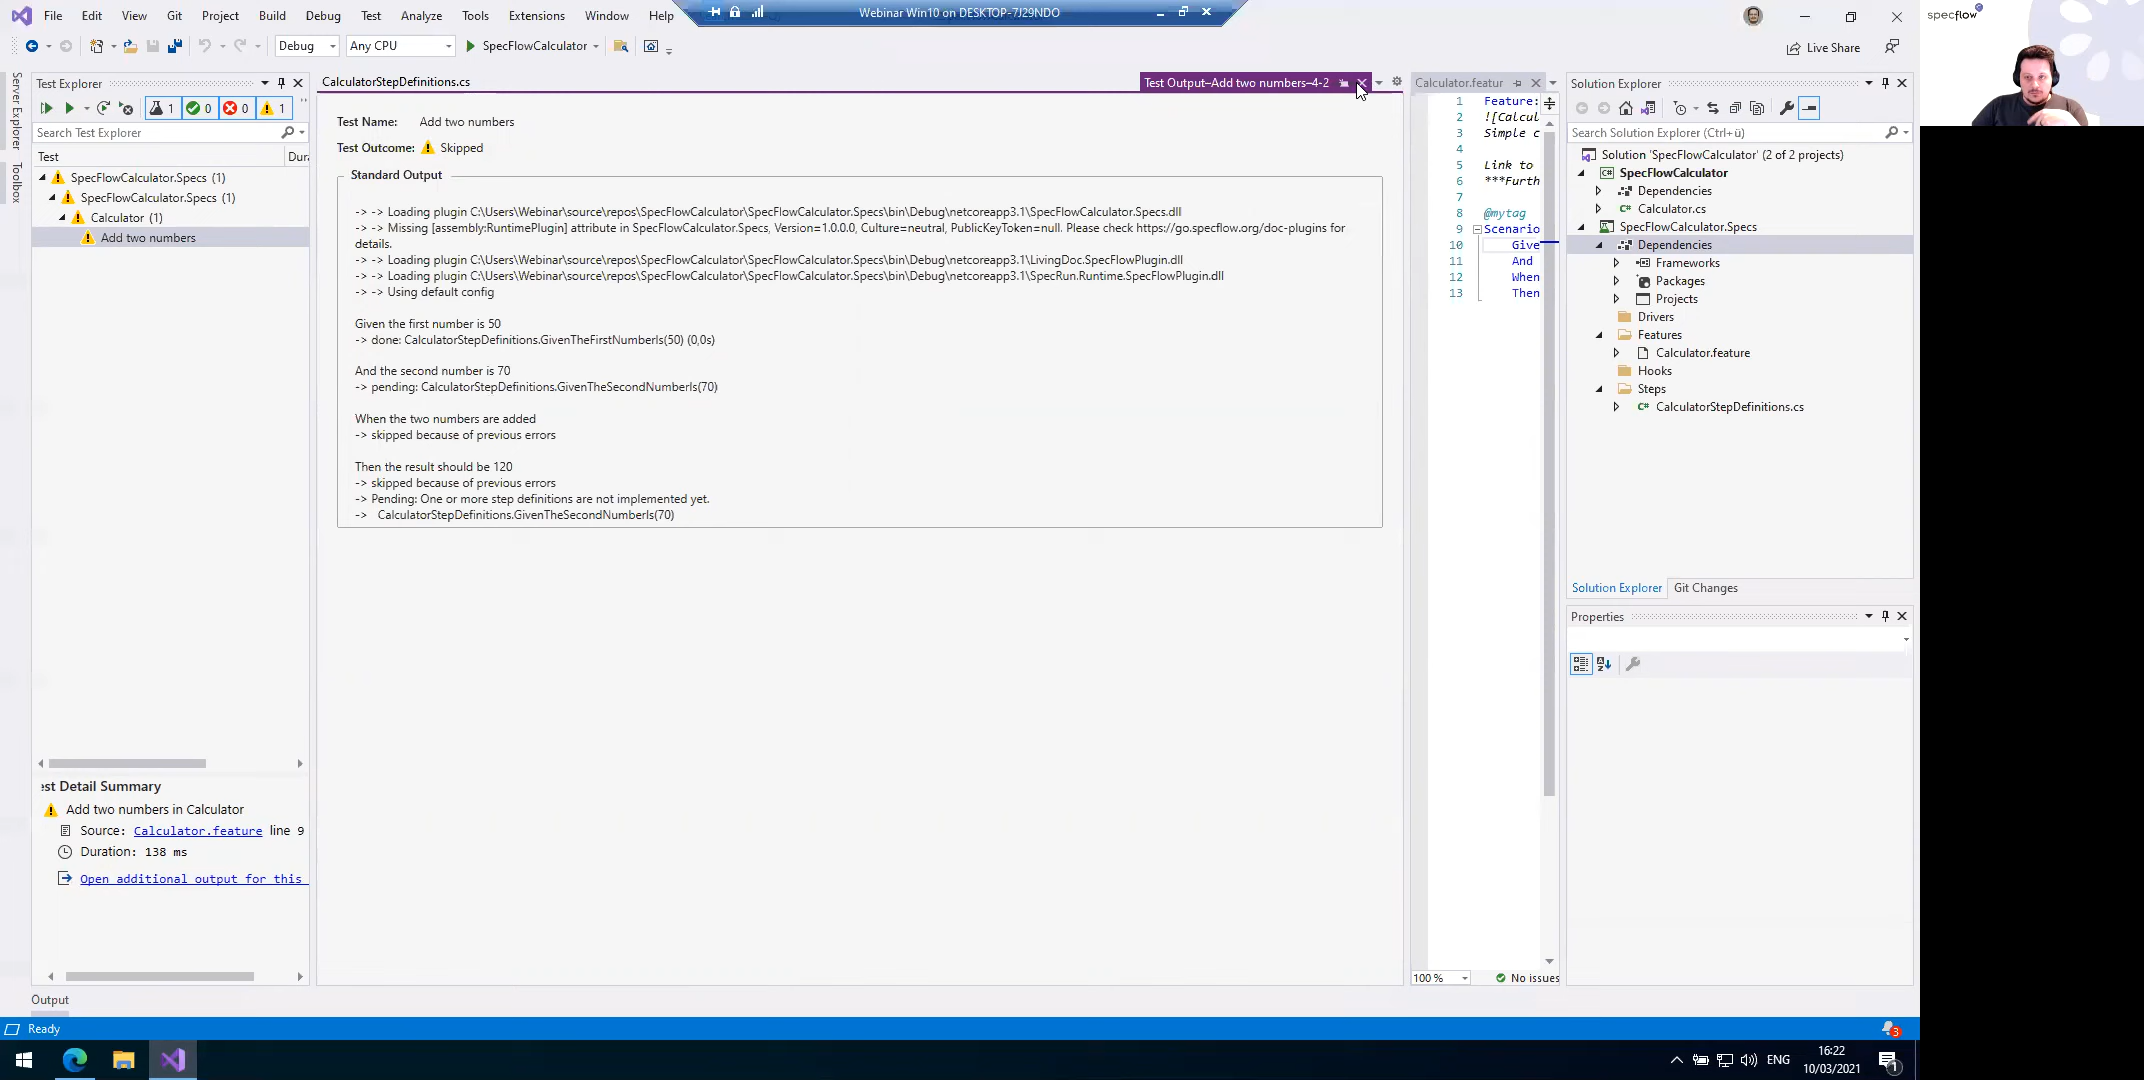 File Edit View Git Project Build Debug Test Analyze Tools Extensions Window Help
Webinar Win10 on DESKTOP-7J29NDO
specflow
Debug Any CPU SpecFlowCalculator
Live Share
Server Explorer
Toolbox
Test Explorer
1 0 0 1
Search Test Explorer
Test Dura
SpecFlowCalculator.Specs (1)
SpecFlowCalculator.Specs (1)
Calculator (1)
Add two numbers
est Detail Summary
Add two numbers in Calculator
Source: Calculator.feature line 9
Duration: 138 ms
Open additional output for this
CalculatorStepDefinitions.cs
Test Output–Add two numbers–4-2
Test Name: Add two numbers
Test Outcome: Skipped
Standard Output
-> -> Loading plugin C:\Users\Webinar\source\repos\SpecFlowCalculator\SpecFlowCalculator.Specs\bin\Debug\netcoreapp3.1\SpecFlowCalculator.Specs.dll
-> -> Missing [assembly:RuntimePlugin] attribute in SpecFlowCalculator.Specs, Version=1.0.0.0, Culture=neutral, PublicKeyToken=null. Please check https://go.specflow.org/doc-plugins for
details.
-> -> Loading plugin C:\Users\Webinar\source\repos\SpecFlowCalculator\SpecFlowCalculator.Specs\bin\Debug\netcoreapp3.1\LivingDoc.SpecFlowPlugin.dll
-> -> Loading plugin C:\Users\Webinar\source\repos\SpecFlowCalculator\SpecFlowCalculator.Specs\bin\Debug\netcoreapp3.1\SpecRun.Runtime.SpecFlowPlugin.dll
-> -> Using default config
Given the first number is 50
-> done: CalculatorStepDefinitions.GivenTheFirstNumberIs(50) (0,0s)
And the second number is 70
-> pending: CalculatorStepDefinitions.GivenTheSecondNumberIs(70)
When the two numbers are added
-> skipped because of previous errors
Then the result should be 120
-> skipped because of previous errors
-> Pending: One or more step definitions are not implemented yet.
-> CalculatorStepDefinitions.GivenTheSecondNumberIs(70)
Calculator.featur
1 Feature:
2 ![Calcul
3 Simple c
4
5 Link to
6 ***Furth
7
8 @mytag
9 Scenario
10 Give
11 And
12 When
13 Then
100 % No issues
Solution Explorer
Search Solution Explorer (Ctrl+ü)
Solution 'SpecFlowCalculator' (2 of 2 projects)
SpecFlowCalculator
Dependencies
Calculator.cs
SpecFlowCalculator.Specs
Dependencies
Frameworks
Packages
Projects
Drivers
Features
Calculator.feature
Hooks
Steps
CalculatorStepDefinitions.cs
Solution Explorer Git Changes
Properties
Output
Ready
3
ENG
16:22
10/03/2021
1